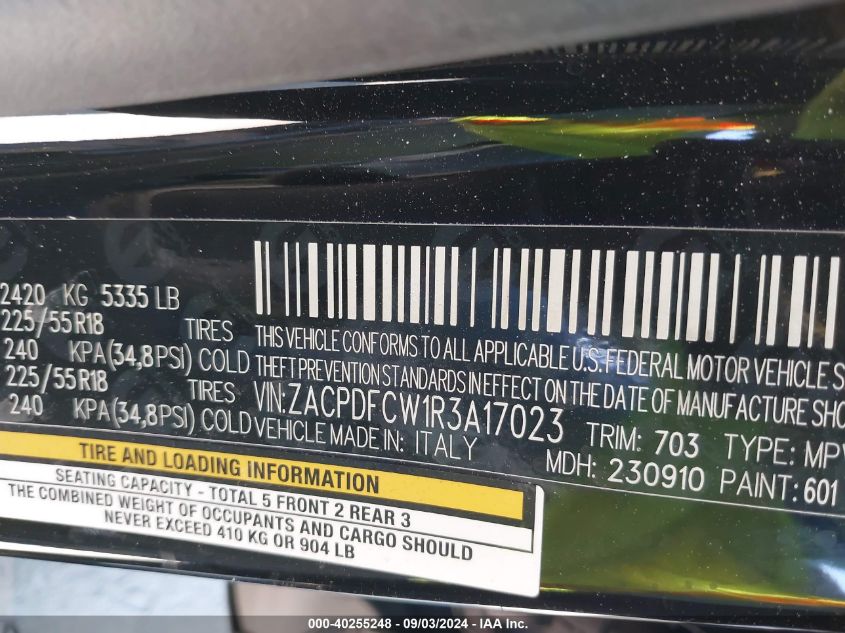 2420 KG 5335 LB
225/55R18 TIRES
240 KPA(34,8PSI) COLD
225/55R18 TIRES
240 KPA(34,8PSI) COLD
THIS VEHICLE CONFORMS TO ALL APPLICABLE U.S. FEDERAL MOTOR VEHICLE S
THEFT PREVENTION STANDARDS IN EFFECT ON THE DATE OF MANUFACTURE SHO
VIN: ZACPDFCW1R3A17023 TRIM: 703 TYPE: MPV
VEHICLE MADE IN: ITALY MDH: 230910 PAINT: 601
TIRE AND LOADING INFORMATION
SEATING CAPACITY - TOTAL 5 FRONT 2 REAR 3
THE COMBINED WEIGHT OF OCCUPANTS AND CARGO SHOULD
NEVER EXCEED 410 KG OR 904 LB
000-40255248 - 09/03/2024 - IAA Inc.